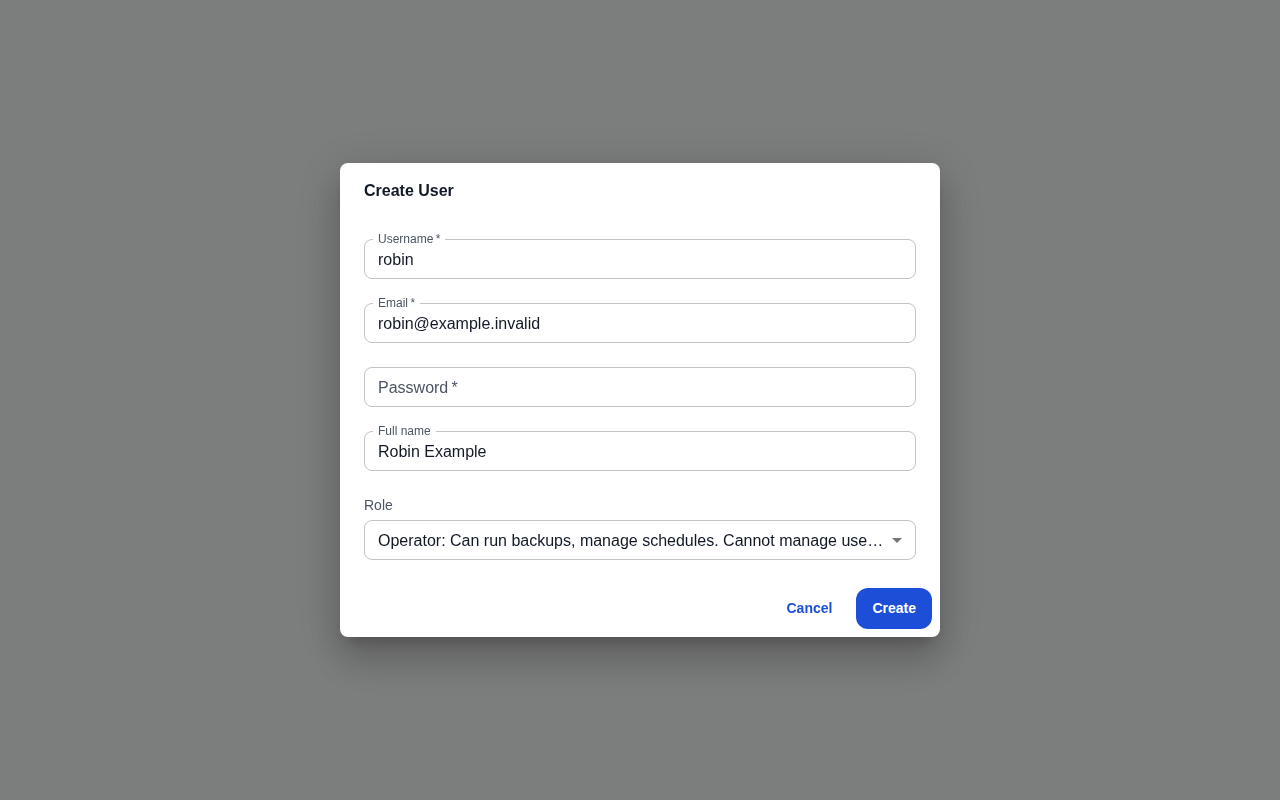 Create User
Username *
robin
Email *
robin@example.invalid
Password *
Full name
Robin Example
Role
Operator: Can run backups, manage schedules. Cannot manage use…
Cancel
Create